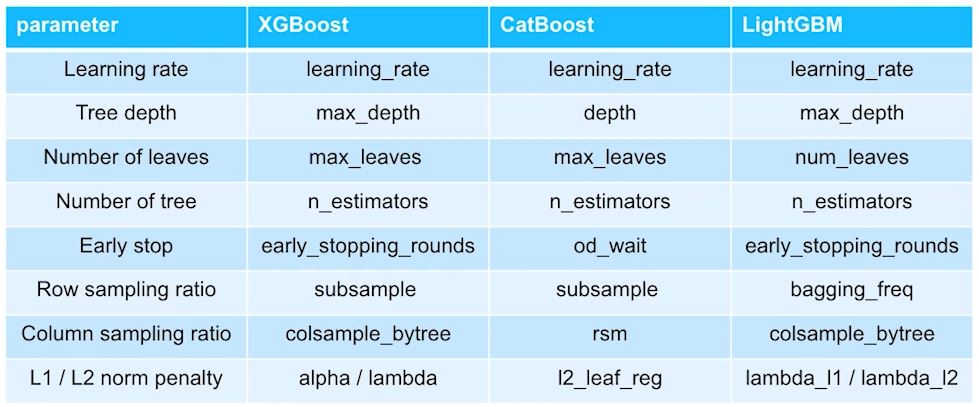 parameter XGBoost CatBoost LightGBM
Learning rate learning_rate learning_rate learning_rate
Tree depth max_depth depth max_depth
Number of leaves max_leaves max_leaves num_leaves
Number of tree n_estimators n_estimators n_estimators
Early stop early_stopping_rounds od_wait early_stopping_rounds
Row sampling ratio subsample subsample bagging_freq
Column sampling ratio colsample_bytree rsm colsample_bytree
L1 / L2 norm penalty alpha / lambda l2_leaf_reg lambda_l1 / lambda_l2